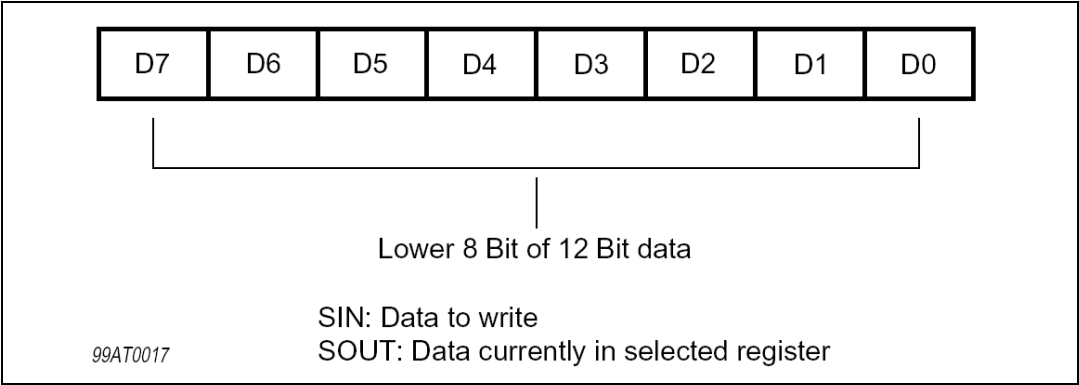 D7 D6 D5 D4 D3 D2 D1 D0
Lower 8 Bit of 12 Bit data
SIN: Data to write
SOUT: Data currently in selected register
99AT0017